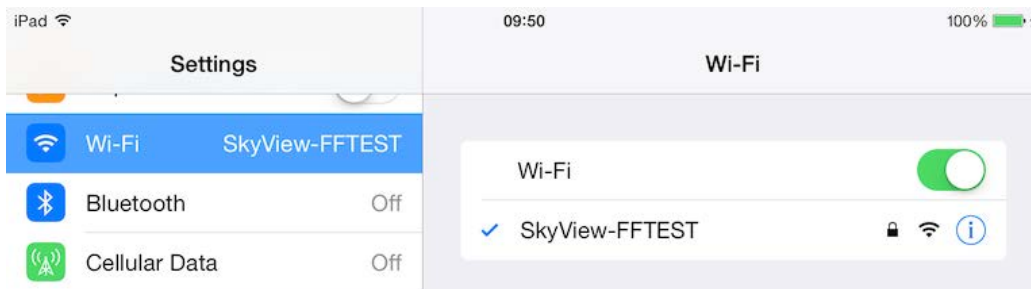 iPad 09:50 100%
Settings Wi-Fi
Wi-Fi SkyView-FFTEST
Bluetooth Off
Cellular Data Off
Wi-Fi
SkyView-FFTEST